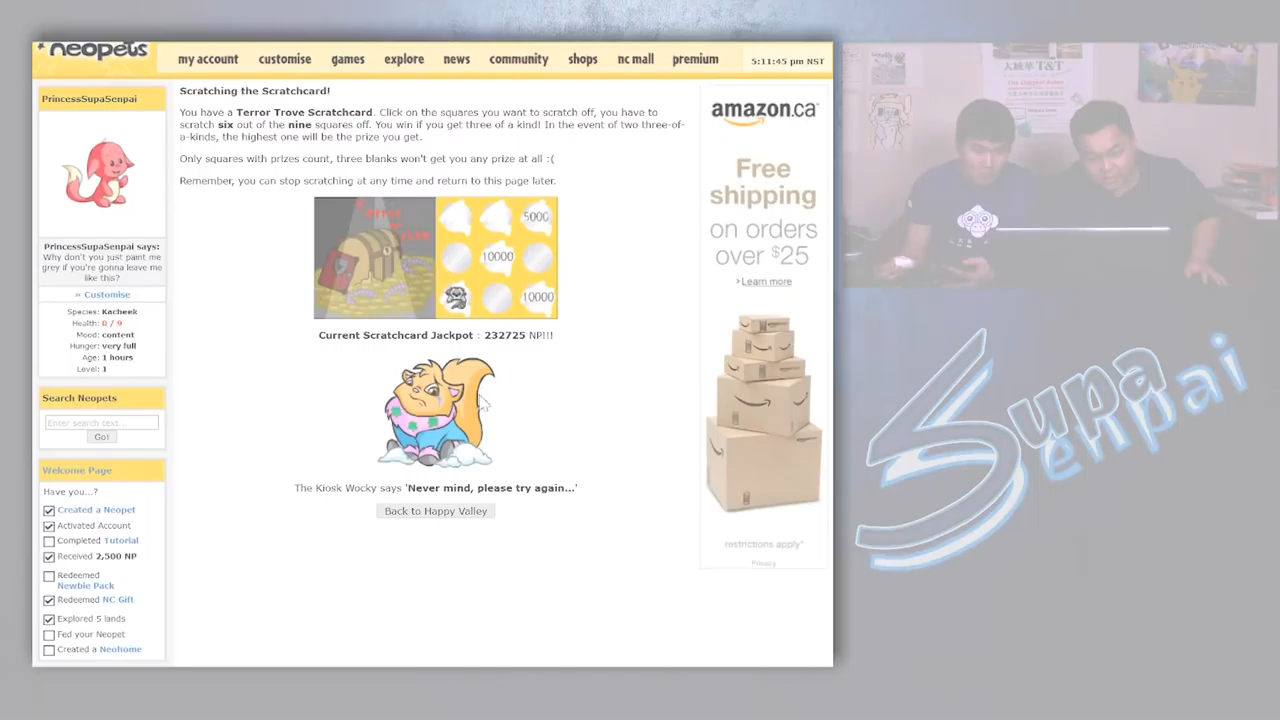 neopets
my account customise games explore news community shops nc mall premium 5:11:45 pm NST
PrincessSupaSenpai
PrincessSupaSenpai says:
Why don't you just paint me
grey if you're gonna leave me
like this?
» Customise
Species: Kacheek
Health: 0 / 9
Mood: content
Hunger: very full
Age: 1 hours
Level: 1
Search Neopets
Enter search text...
Go!
Welcome Page
Have you...?
Created a Neopet
Activated Account
Completed Tutorial
Received 2,500 NP
Redeemed
Newbie Pack
Redeemed NC Gift
Explored 5 lands
Fed your Neopet
Created a Neohome
Scratching the Scratchcard!
You have a Terror Trove Scratchcard. Click on the squares you want to scratch off, you have to
scratch six out of the nine squares off. You win if you get three of a kind! In the event of two three-of-
a-kinds, the highest one will be the prize you get.
Only squares with prizes count, three blanks won't get you any prize at all :(
Remember, you can stop scratching at any time and return to this page later.
5000
10000
10000
Current Scratchcard Jackpot : 232725 NP!!!
The Kiosk Wocky says 'Never mind, please try again...'
Back to Happy Valley
amazon.ca
Free
shipping
on orders
over $25
› Learn more
restrictions apply*
Privacy
T&T
Supa
Senpai